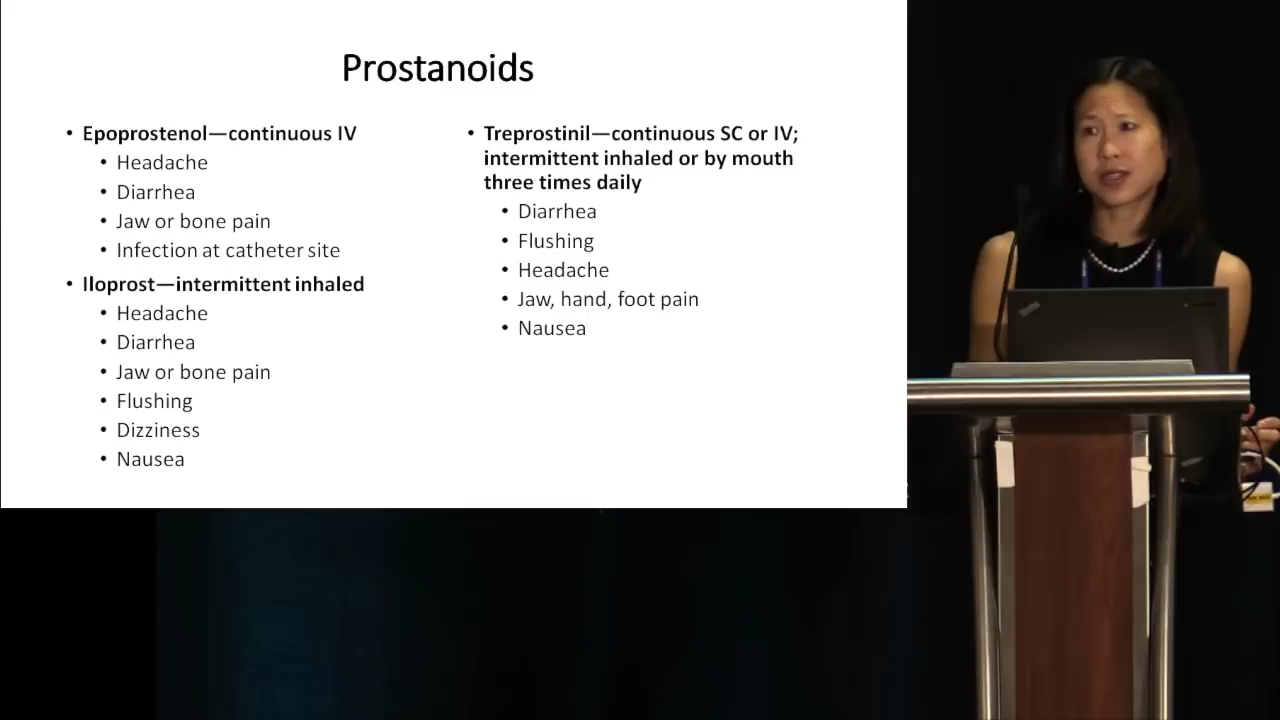 Prostanoids
• Epoprostenol—continuous IV
• Headache
• Diarrhea
• Jaw or bone pain
• Infection at catheter site
• Iloprost—intermittent inhaled
• Headache
• Diarrhea
• Jaw or bone pain
• Flushing
• Dizziness
• Nausea
• Treprostinil—continuous SC or IV;
intermittent inhaled or by mouth
three times daily
• Diarrhea
• Flushing
• Headache
• Jaw, hand, foot pain
• Nausea